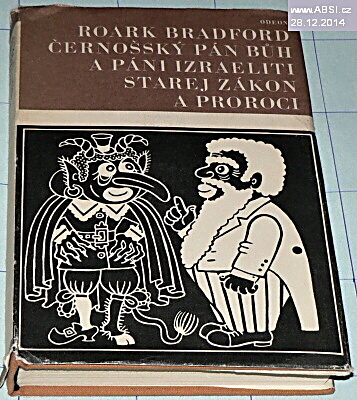 www.ABSI.cz
28.12.2014
ODEON
ROARK BRADFORD
ČERNOŠSKÝ PÁN BŮH
A PÁNI IZRAELITI
STAREJ ZÁKON
A PROROCI